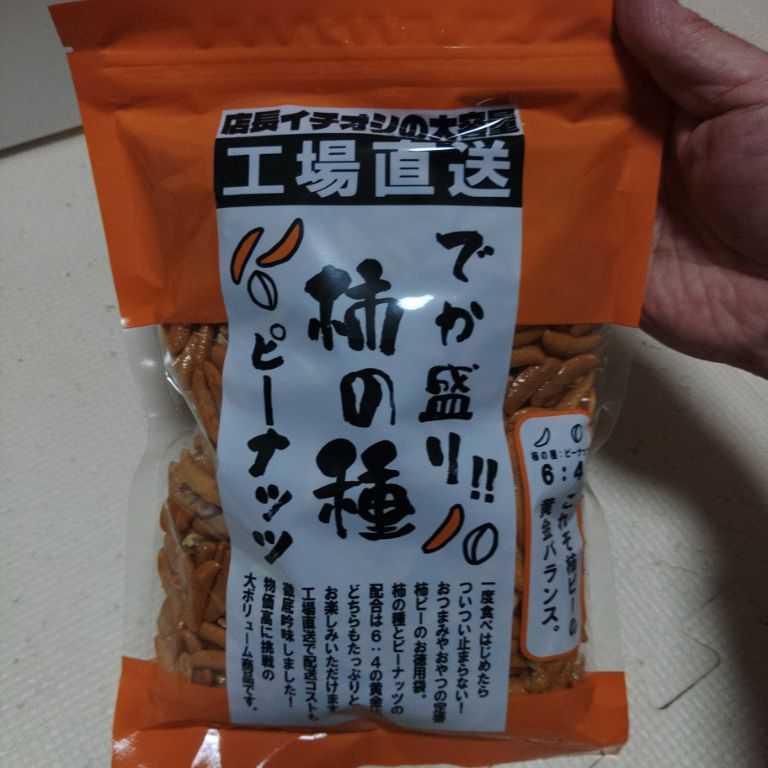 店長イチオシの大容量
工場直送
でか盛り!!
柿の種
ピーナッツ
柿の種:ピーナッ
6:4
これぞ柿ピーの
黄金バランス。
一度食べはじめたら
ついつい止まらない!
おつまみやおやつの定番
柿ピーのお徳用袋。
柿の種とピーナッツの
配合は6:4の黄金
どちらもたっぷりと
お楽しみいただけます
工場直送で配送コストも
徹底吟味しました!
物価高に挑戦の
大ボリューム商品です。